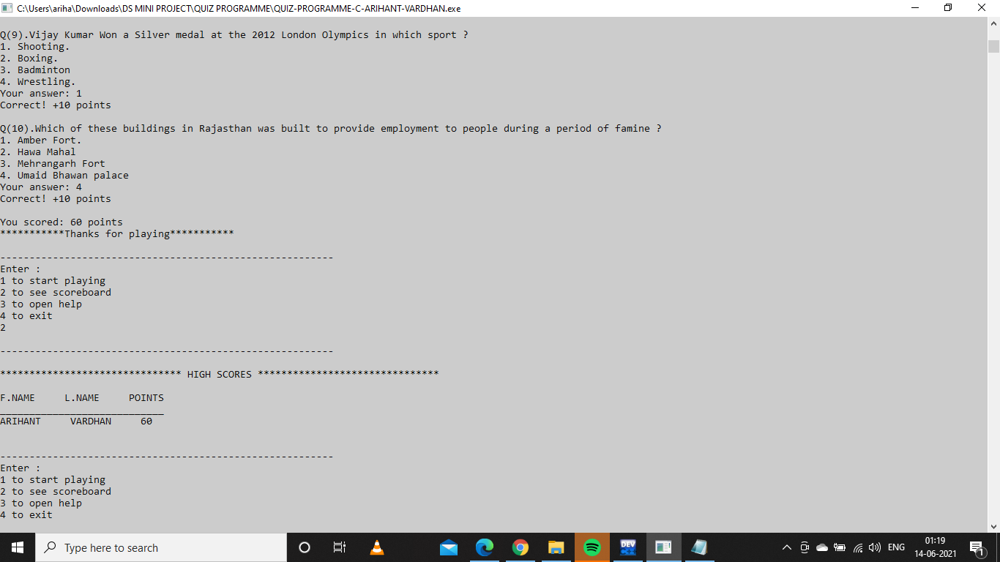 C:\Users\ariha\Downloads\DS MINI PROJECT\QUIZ PROGRAMME\QUIZ-PROGRAMME-C-ARIHANT-VARDHAN.exe
Q(9).Vijay Kumar Won a Silver medal at the 2012 London Olympics in which sport ?
1. Shooting.
2. Boxing.
3. Badminton
4. Wrestling.
Your answer: 1
Correct! +10 points
Q(10).Which of these buildings in Rajasthan was built to provide employment to people during a period of famine ?
1. Amber Fort.
2. Hawa Mahal
3. Mehrangarh Fort
4. Umaid Bhawan palace
Your answer: 4
Correct! +10 points
You scored: 60 points
***********Thanks for playing***********
---------------------------------------------------------
Enter :
1 to start playing
2 to see scoreboard
3 to open help
4 to exit
2
---------------------------------------------------------
******************************* HIGH SCORES *******************************
F.NAME     L.NAME     POINTS
____________________________
ARIHANT     VARDHAN     60
---------------------------------------------------------
Enter :
1 to start playing
2 to see scoreboard
3 to open help
4 to exit
Type here to search
DEV
ENG
01:19
14-06-2021
1